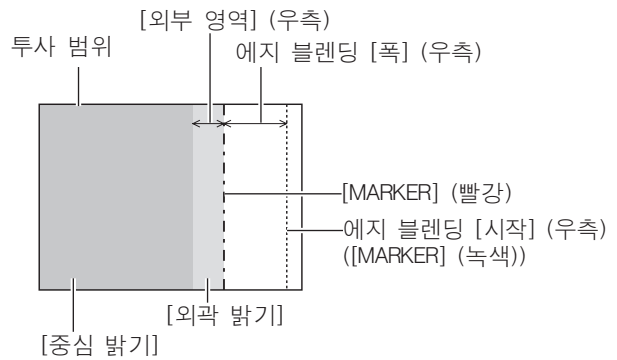 [외부 영역] (우측)
투사 범위
에지 블렌딩 [폭] (우측)
[MARKER] (빨강)
에지 블렌딩 [시작] (우측)
([MARKER] (녹색))
[외곽 밝기]
[중심 밝기]